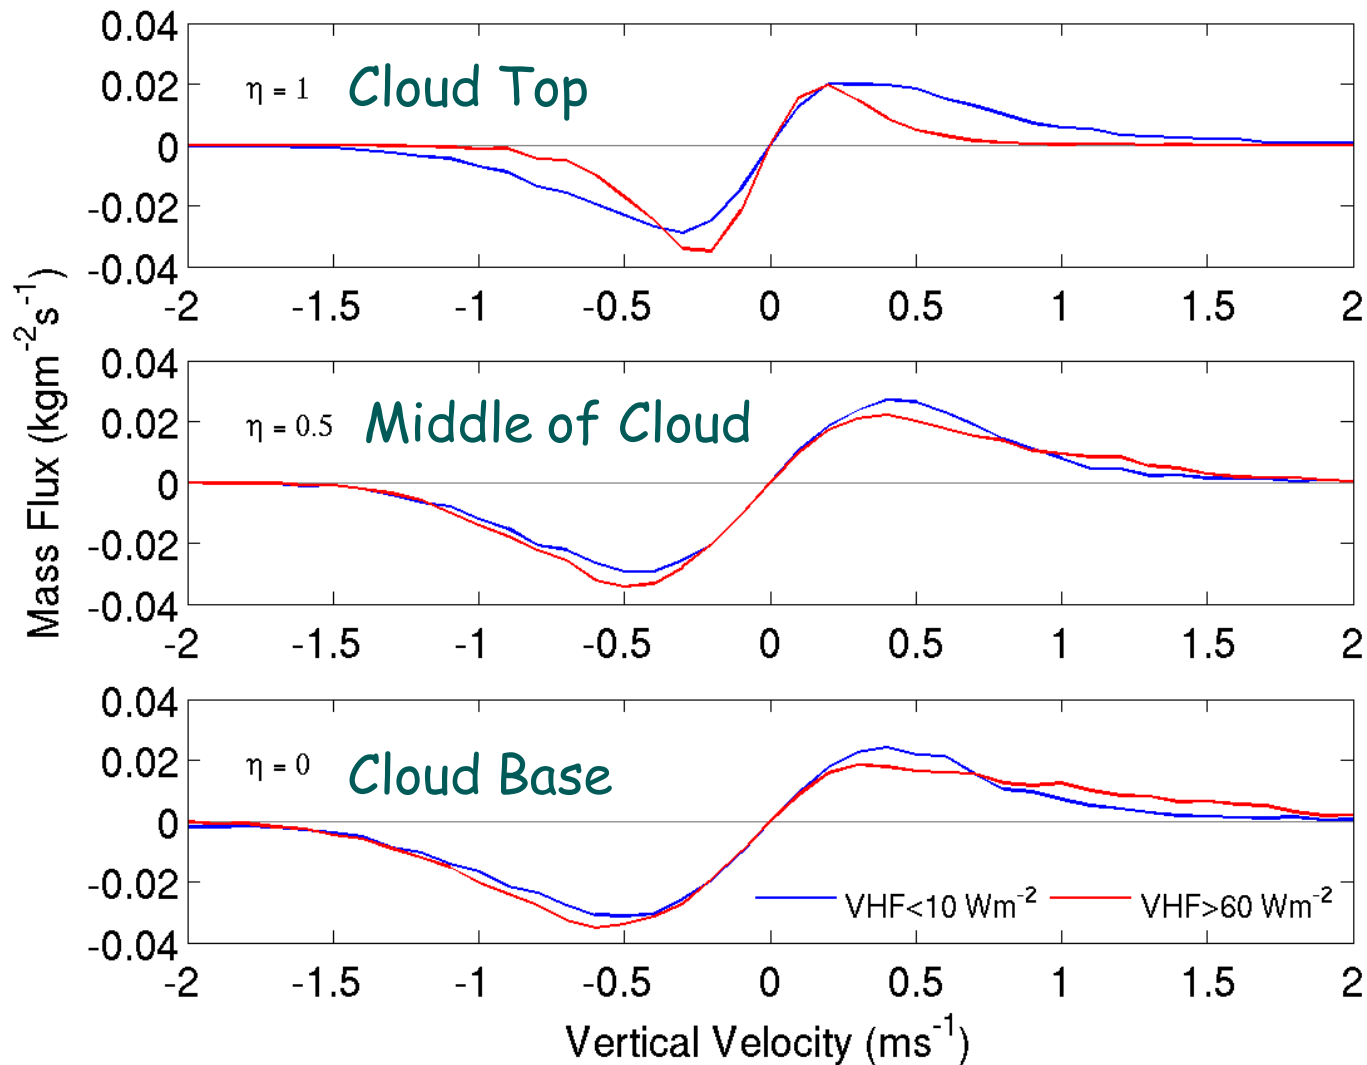 0.04
0.02
0
-0.02
-0.04
η = 1 Cloud Top
-2 -1.5 -1 -0.5 0 0.5 1 1.5 2
0.04
0.02
0
-0.02
-0.04
η = 0.5 Middle of Cloud
-2 -1.5 -1 -0.5 0 0.5 1 1.5 2
Mass Flux (kgm⁻²s⁻¹)
0.04
0.02
0
-0.02
-0.04
η = 0 Cloud Base
VHF<10 Wm⁻² VHF>60 Wm⁻²
-2 -1.5 -1 -0.5 0 0.5 1 1.5 2
Vertical Velocity (ms⁻¹)